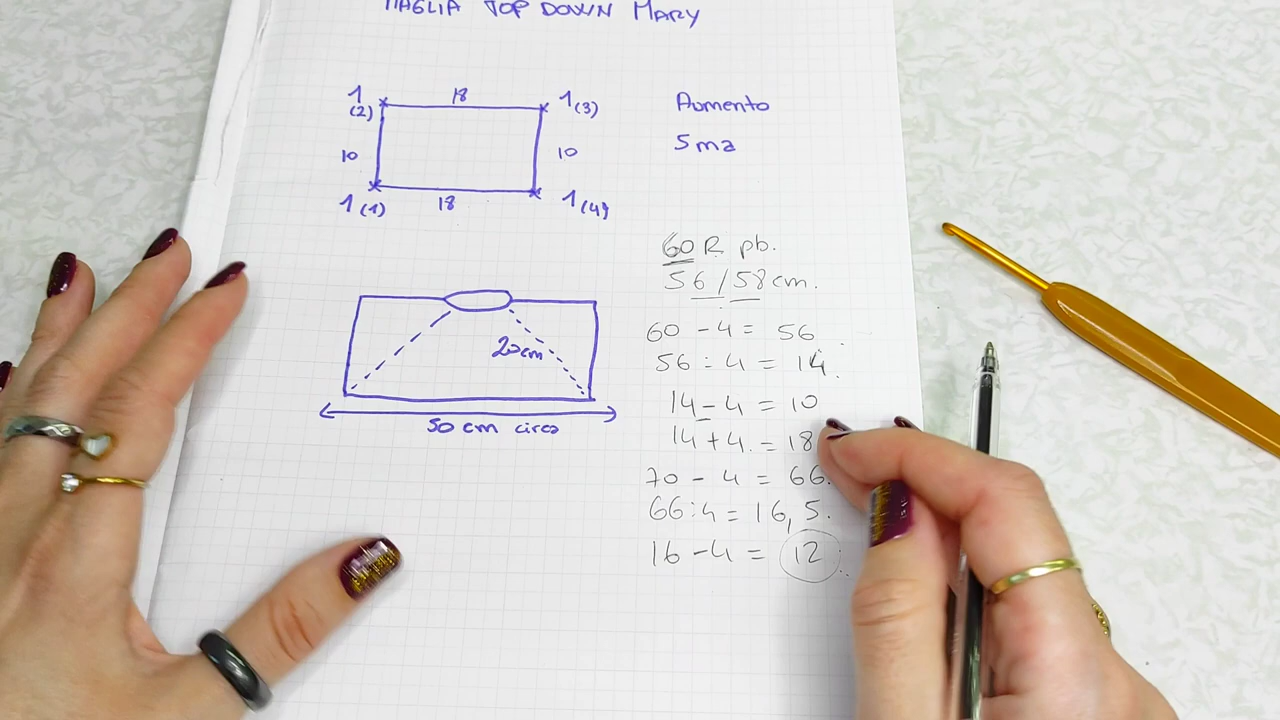 MAGLIA TOP DOWN MARY
1 18 1 (3)
(2)
10 10
1 (1) 18 1 (4)
Aumento
5 ma
60 R pb.
56/58 cm.
60 - 4 = 56
56 : 4 = 14
14 - 4 = 10
14 + 4 = 18
70 - 4 = 66
66 : 4 = 16,5
16 - 4 = 12
20 cm
50 cm circa